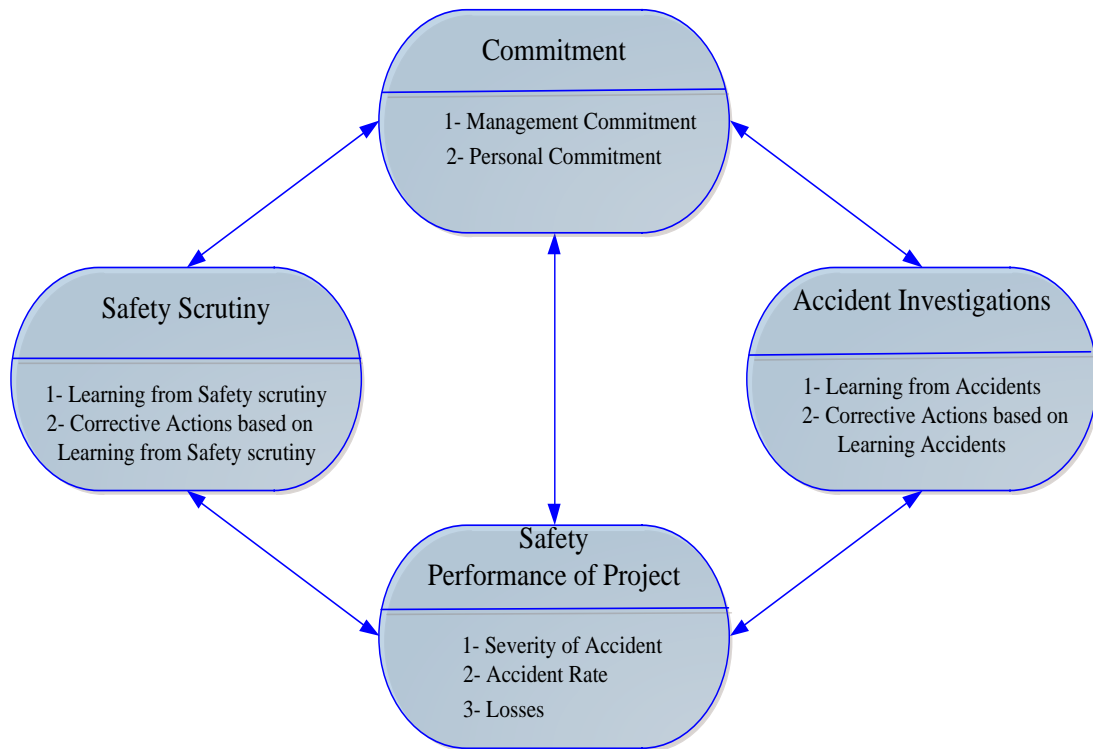 Commitment
1- Management Commitment
2- Personal Commitment
Safety Scrutiny
1- Learning from Safety scrutiny
2- Corrective Actions based on
Learning from Safety scrutiny
Accident Investigations
1- Learning from Accidents
2- Corrective Actions based on
Learning Accidents
Safety
Performance of Project
1- Severity of Accident
2- Accident Rate
3- Losses